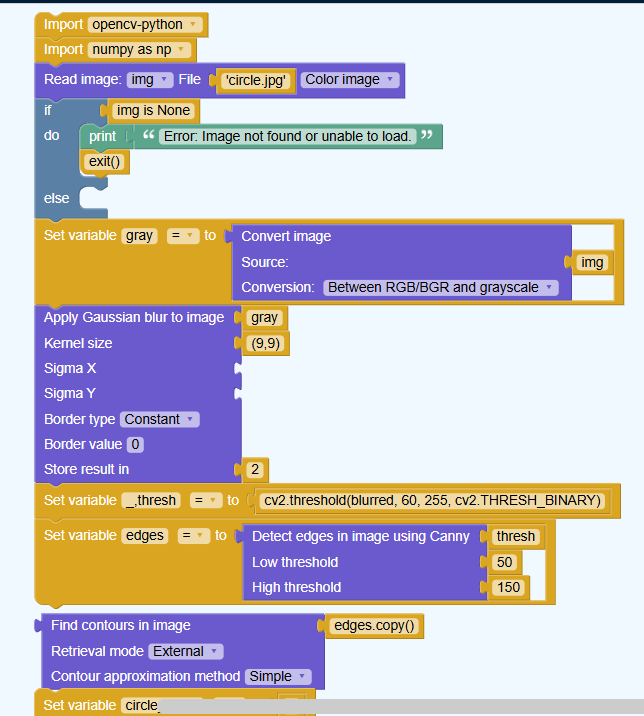 Import opencv-python
Import numpy as np
Read image: img File 'circle.jpg' Color image
if img is None
do print “ Error: Image not found or unable to load. ”
exit()
else
Set variable gray = to Convert image
Source: img
Conversion: Between RGB/BGR and grayscale
Apply Gaussian blur to image gray
Kernel size (9,9)
Sigma X
Sigma Y
Border type Constant
Border value 0
Store result in 2
Set variable _,thresh = to cv2.threshold(blurred, 60, 255, cv2.THRESH_BINARY)
Set variable edges = to Detect edges in image using Canny thresh
Low threshold 50
High threshold 150
Find contours in image edges.copy()
Retrieval mode External
Contour approximation method Simple
Set variable circle